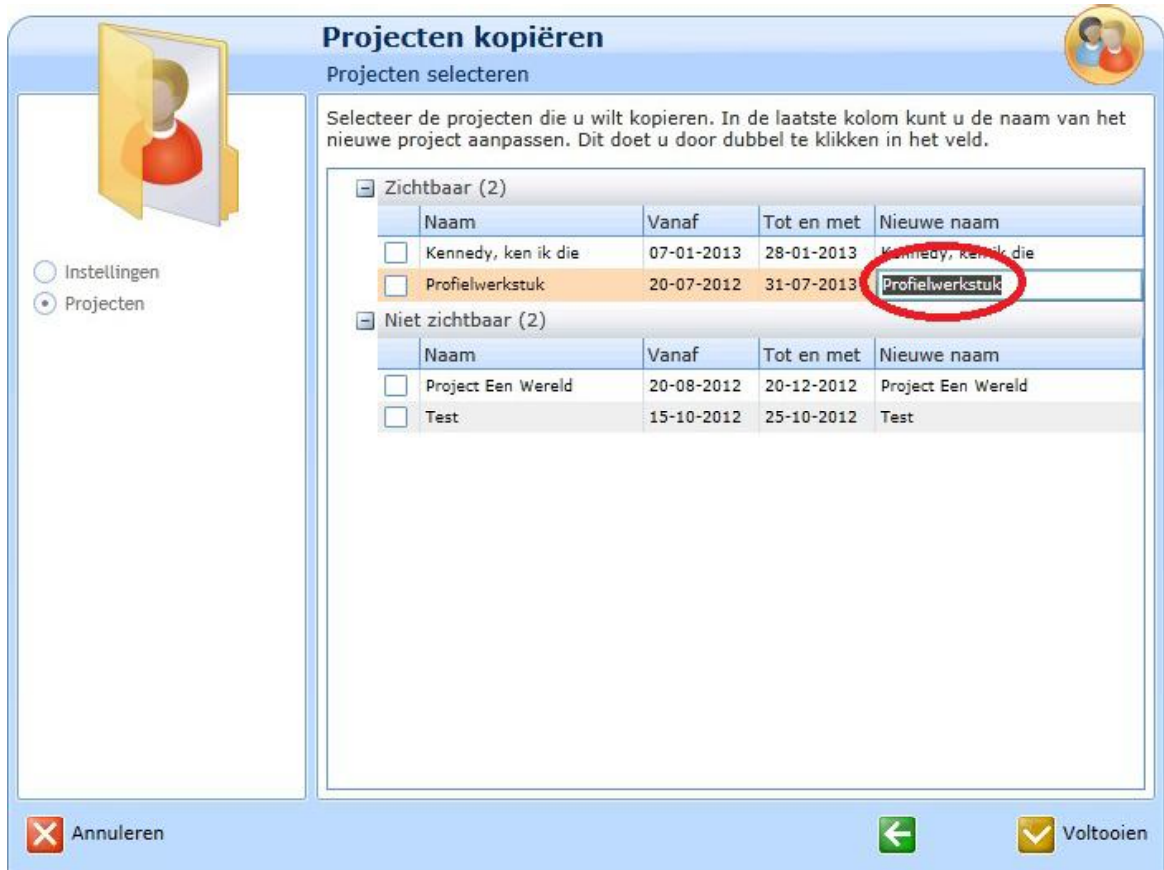 Projecten kopiëren
Projecten selecteren
Selecteer de projecten die u wilt kopieren. In de laatste kolom kunt u de naam van het
nieuwe project aanpassen. Dit doet u door dubbel te klikken in het veld.
Instellingen
Projecten
Zichtbaar (2)
Naam Vanaf Tot en met Nieuwe naam
Kennedy, ken ik die 07-01-2013 28-01-2013 Kennedy, ken ik die
Profielwerkstuk 20-07-2012 31-07-2013 Profielwerkstuk
Niet zichtbaar (2)
Naam Vanaf Tot en met Nieuwe naam
Project Een Wereld 20-08-2012 20-12-2012 Project Een Wereld
Test 15-10-2012 25-10-2012 Test
Annuleren Voltooien